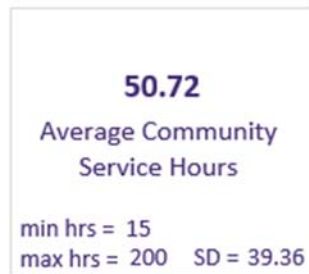 50.72
Average Community
Service Hours
min hrs = 15
max hrs = 200 SD = 39.36